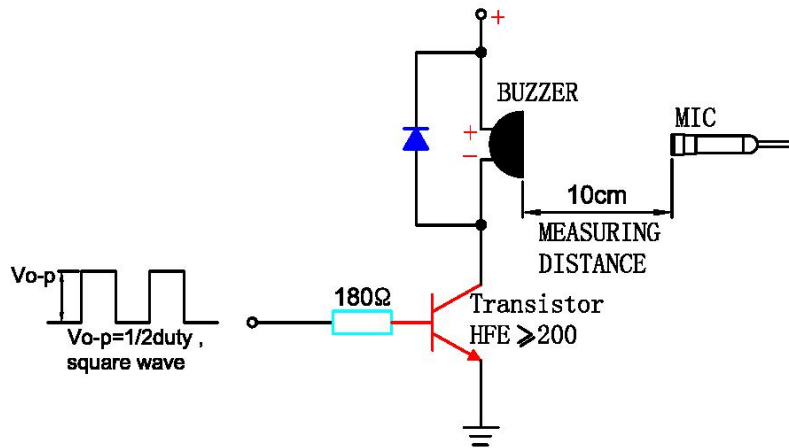 +
BUZZER
+
−
MIC
10cm
MEASURING
DISTANCE
Vo-p
180Ω
Transistor
HFE ⩾200
Vo-p=1/2duty ,
square wave